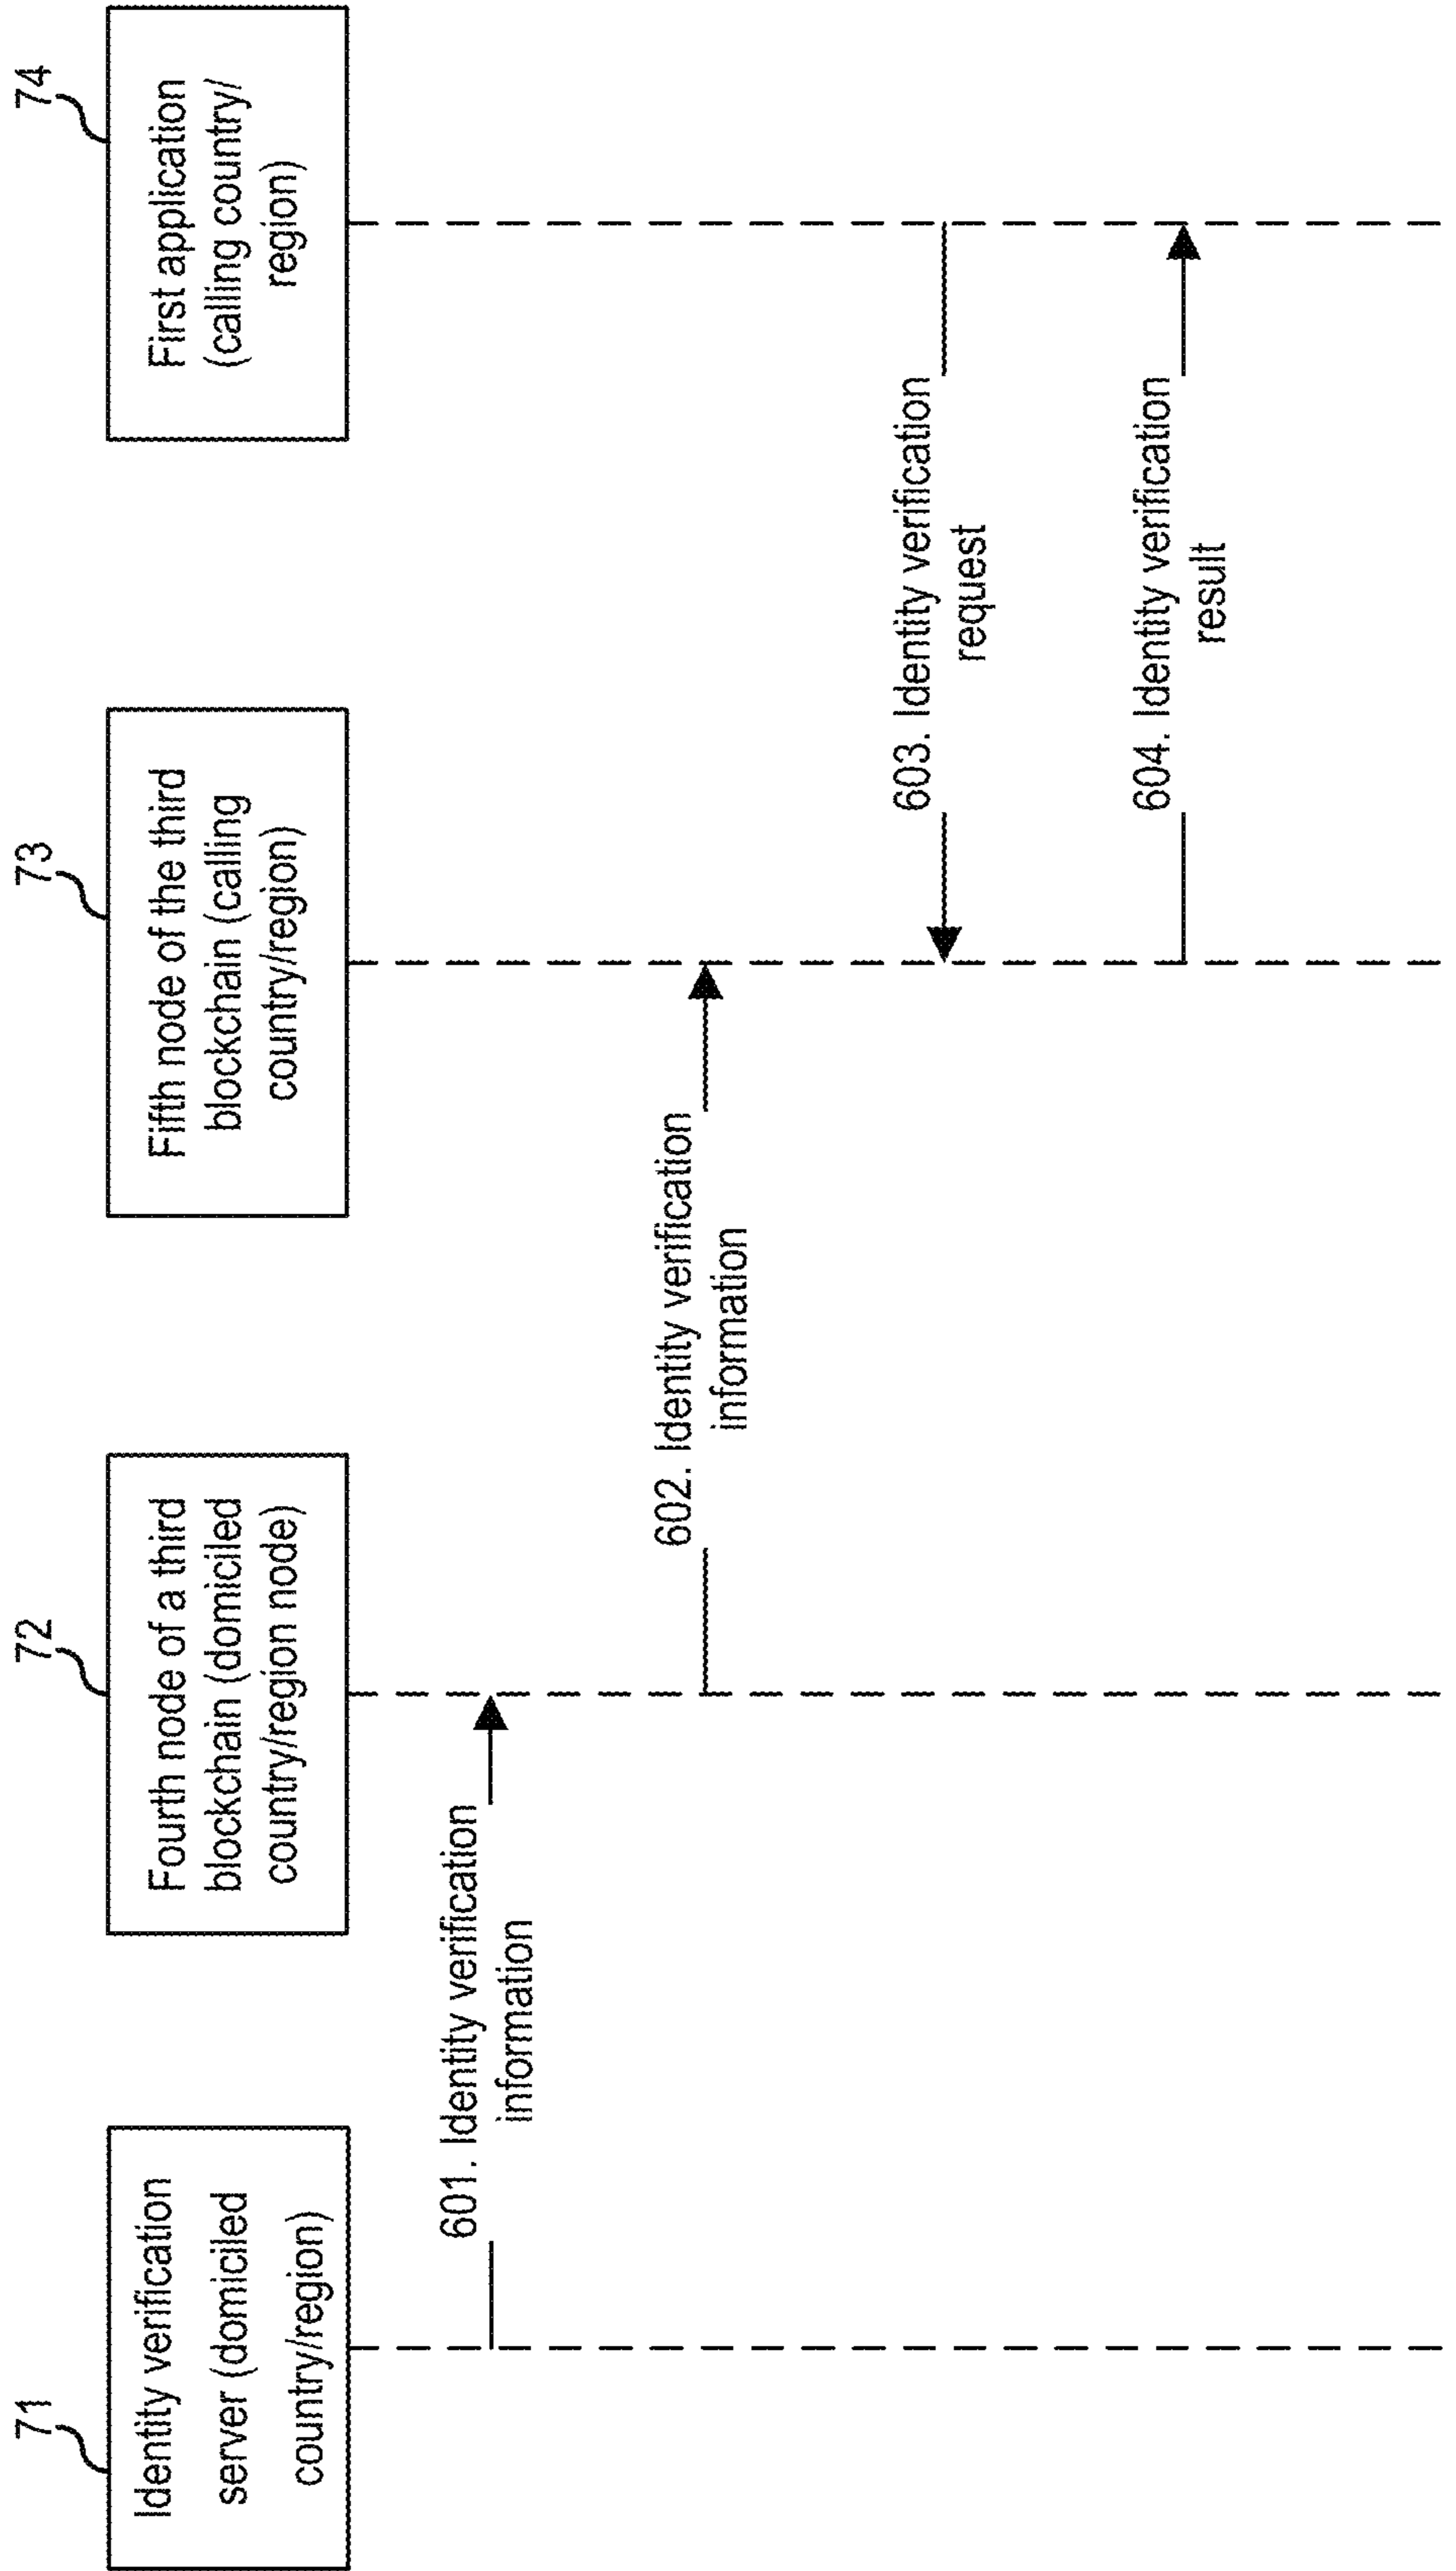 71
Identity verification
server (domiciled
country/region)
72
Fourth node of a third
blockchain (domiciled
country/region node)
73
Fifth node of the third
blockchain (calling
country/region)
74
First application
(calling country/
region)
601. Identity verification
information
602. Identity verification
information
603. Identity verification
request
604. Identity verification
result